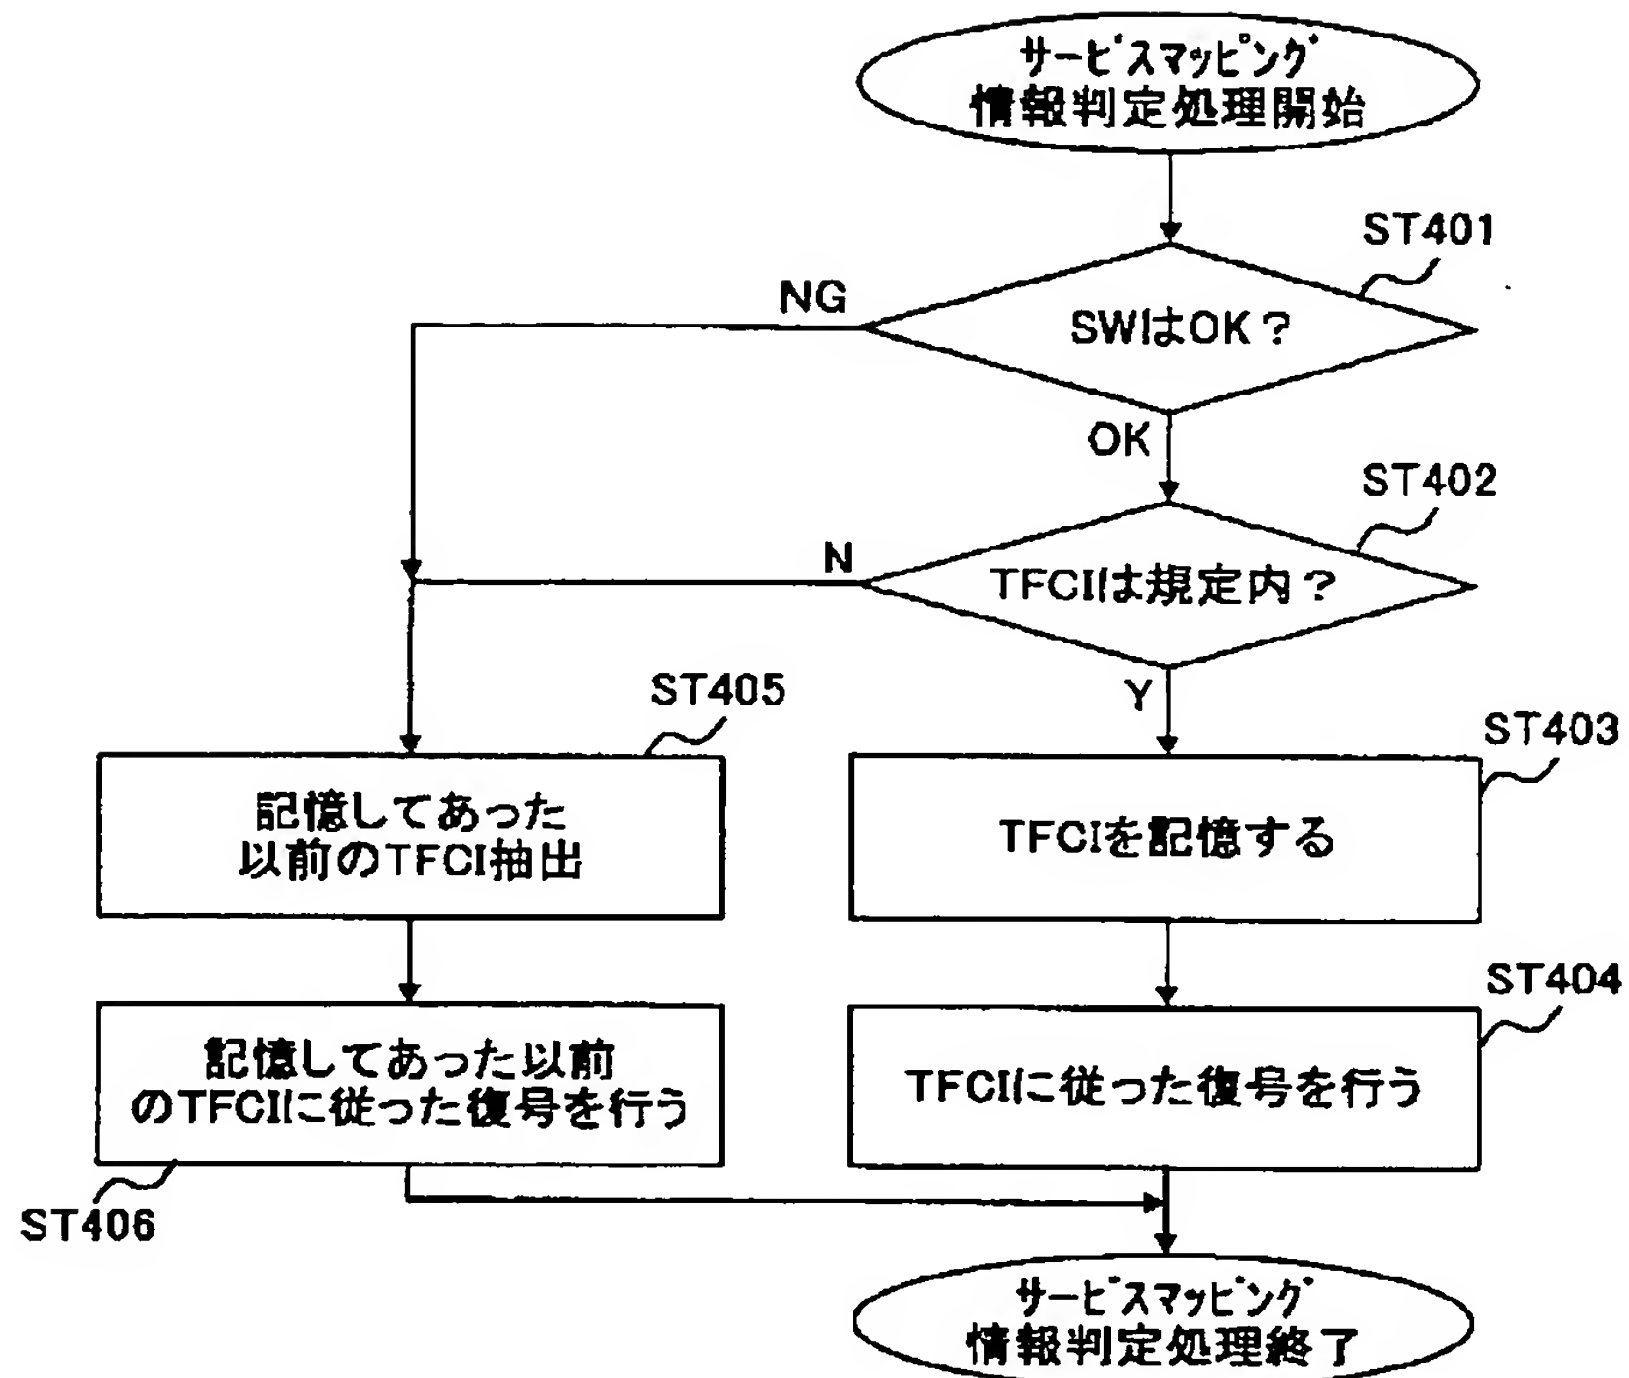 サービスマッピング
情報判定処理開始
ST401
NG
SWはOK？
OK
ST402
N
TFCIは規定内？
Y
ST405
ST403
記憶してあった
以前のTFCI抽出
TFCIを記憶する
ST404
記憶してあった以前
のTFCIに従った復号を行う
TFCIに従った復号を行う
ST406
サービスマッピング
情報判定処理終了